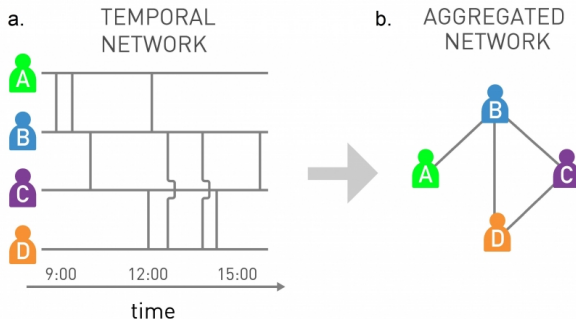 a.
TEMPORAL
NETWORK
A
B
C
D
9:00 12:00 15:00
time
b.
AGGREGATED
NETWORK
B
A
C
D